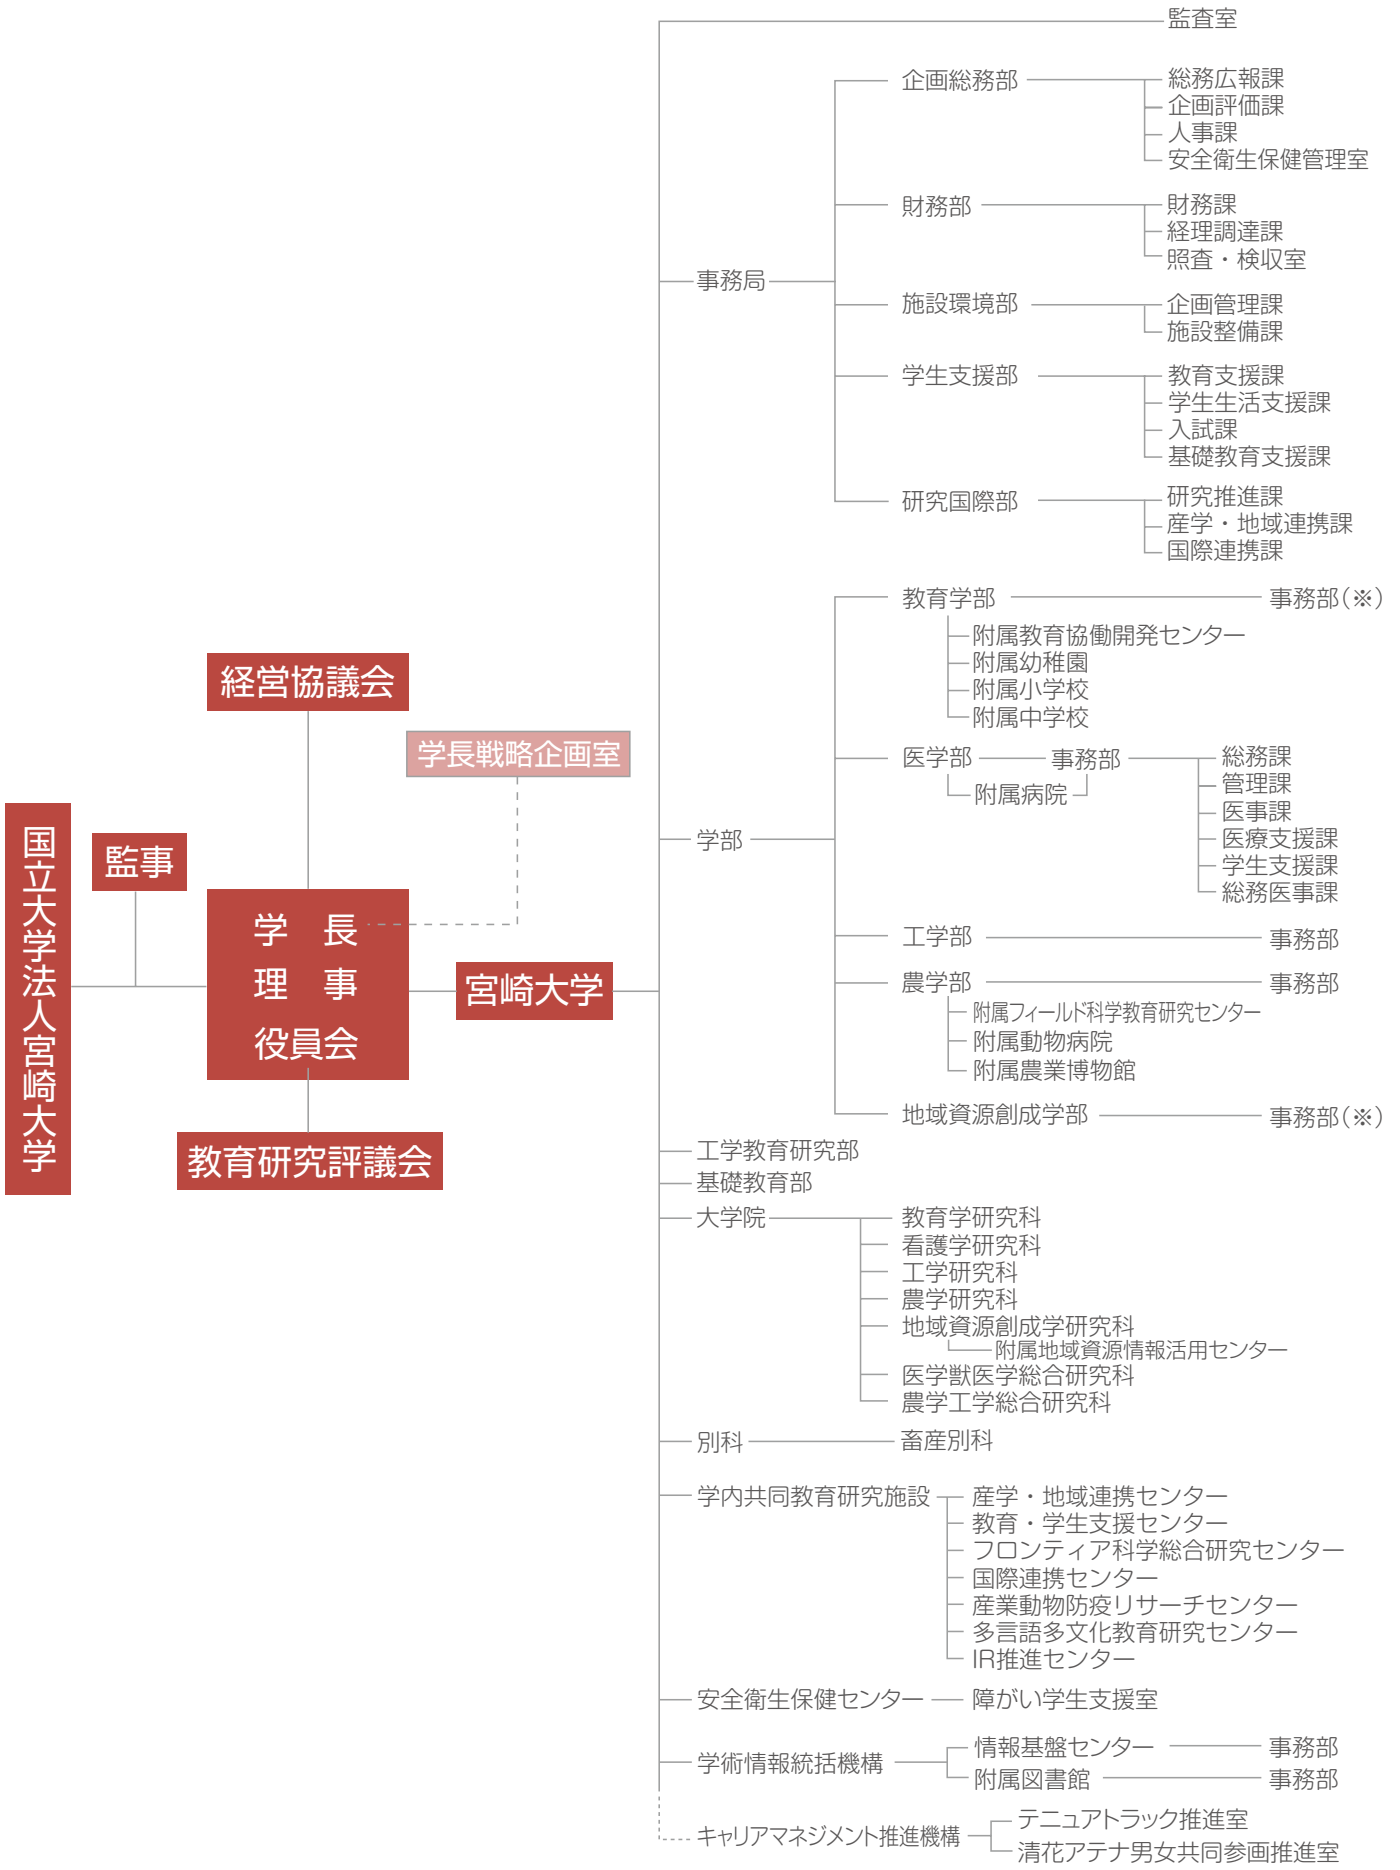 監査室
企画総務部
総務広報課
企画評価課
人事課
安全衛生保健管理室
財務部
財務課
経理調達課
照査・検収室
事務局
施設環境部
企画管理課
施設整備課
学生支援部
教育支援課
学生生活支援課
入試課
基礎教育支援課
研究国際部
研究推進課
産学・地域連携課
国際連携課
教育学部
事務部(※)
附属教育協働開発センター
附属幼稚園
附属小学校
附属中学校
経営協議会
学長戦略企画室
医学部
事務部
附属病院
総務課
管理課
医事課
医療支援課
学生支援課
総務医事課
国立大学法人宮崎大学
監事
学　長
理　事
役員会
宮崎大学
教育研究評議会
学部
工学部
事務部
農学部
事務部
附属フィールド科学教育研究センター
附属動物病院
附属農業博物館
地域資源創成学部
事務部(※)
工学教育研究部
基礎教育部
大学院
教育学研究科
看護学研究科
工学研究科
農学研究科
地域資源創成学研究科
附属地域資源情報活用センター
医学獣医学総合研究科
農学工学総合研究科
別科
畜産別科
学内共同教育研究施設
産学・地域連携センター
教育・学生支援センター
フロンティア科学総合研究センター
国際連携センター
産業動物防疫リサーチセンター
多言語多文化教育研究センター
IR推進センター
安全衛生保健センター
障がい学生支援室
学術情報統括機構
情報基盤センター
事務部
附属図書館
事務部
キャリアマネジメント推進機構
テニュアトラック推進室
清花アテナ男女共同参画推進室